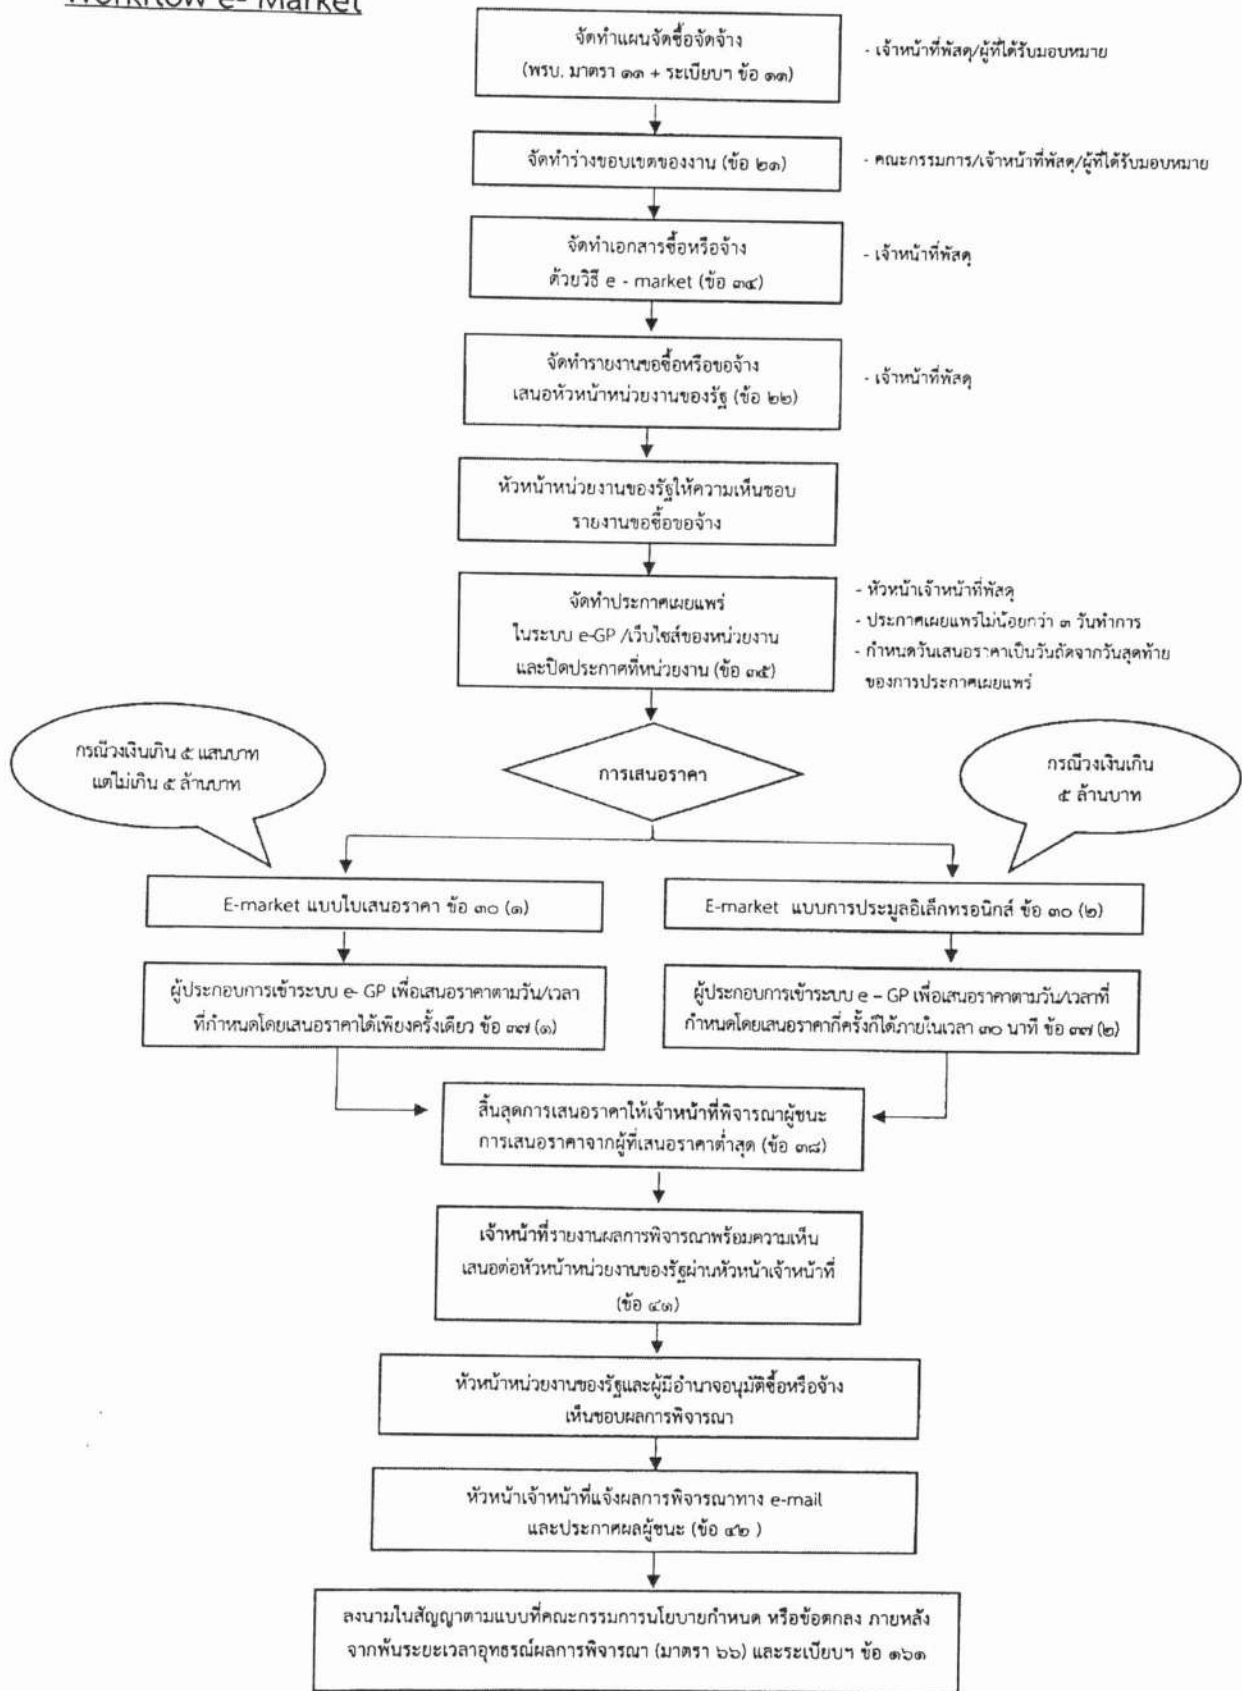 Workflow e- Market
จัดทำแผนจัดซื้อจัดจ้าง
(พรบ. มาตรา ๑๑ + ระเบียบฯ ข้อ ๑๑)
- เจ้าหน้าที่พัสดุ/ผู้ที่ได้รับมอบหมาย
จัดทำร่างขอบเขตของงาน (ข้อ ๒๑)
- คณะกรรมการ/เจ้าหน้าที่พัสดุ/ผู้ที่ได้รับมอบหมาย
จัดทำเอกสารซื้อหรือจ้าง
ด้วยวิธี e - market (ข้อ ๓๔)
- เจ้าหน้าที่พัสดุ
จัดทำรายงานขอซื้อหรือขอจ้าง
เสนอหัวหน้าหน่วยงานของรัฐ (ข้อ ๒๒)
- เจ้าหน้าที่พัสดุ
หัวหน้าหน่วยงานของรัฐให้ความเห็นชอบ
รายงานขอซื้อขอจ้าง
จัดทำประกาศเผยแพร่
ในระบบ e-GP /เว็บไซส์ของหน่วยงาน
และปิดประกาศที่หน่วยงาน (ข้อ ๓๕)
- หัวหน้าเจ้าหน้าที่พัสดุ
- ประกาศเผยแพร่ไม่น้อยกว่า ๓ วันทำการ
- กำหนดวันเสนอราคาเป็นวันถัดจากวันสุดท้าย
ของการประกาศเผยแพร่
กรณีวงเงินเกิน ๕ แสนบาท
แต่ไม่เกิน ๕ ล้านบาท
การเสนอราคา
กรณีวงเงินเกิน
๕ ล้านบาท
E-market แบบใบเสนอราคา ข้อ ๓๐ (๑)
E-market แบบการประมูลอิเล็กทรอนิกส์ ข้อ ๓๐ (๒)
ผู้ประกอบการเข้าระบบ e- GP เพื่อเสนอราคาตามวัน/เวลา
ที่กำหนดโดยเสนอราคาได้เพียงครั้งเดียว ข้อ ๓๗ (๑)
ผู้ประกอบการเข้าระบบ e – GP เพื่อเสนอราคาตามวัน/เวลาที่
กำหนดโดยเสนอราคากี่ครั้งก็ได้ภายในเวลา ๓๐ นาที ข้อ ๓๗ (๒)
สิ้นสุดการเสนอราคาให้เจ้าหน้าที่พิจารณาผู้ชนะ
การเสนอราคาจากผู้ที่เสนอราคาต่ำสุด (ข้อ ๓๘)
เจ้าหน้าที่รายงานผลการพิจารณาพร้อมความเห็น
เสนอต่อหัวหน้าหน่วยงานของรัฐผ่านหัวหน้าเจ้าหน้าที่
(ข้อ ๔๑)
หัวหน้าหน่วยงานของรัฐและผู้มีอำนาจอนุมัติซื้อหรือจ้าง
เห็นชอบผลการพิจารณา
หัวหน้าเจ้าหน้าที่แจ้งผลการพิจารณาทาง e-mail
และประกาศผลผู้ชนะ (ข้อ ๔๒ )
ลงนามในสัญญาตามแบบที่คณะกรรมการนโยบายกำหนด หรือข้อตกลง ภายหลัง
จากพ้นระยะเวลาอุทธรณ์ผลการพิจารณา (มาตรา ๖๖) และระเบียบฯ ข้อ ๑๖๑